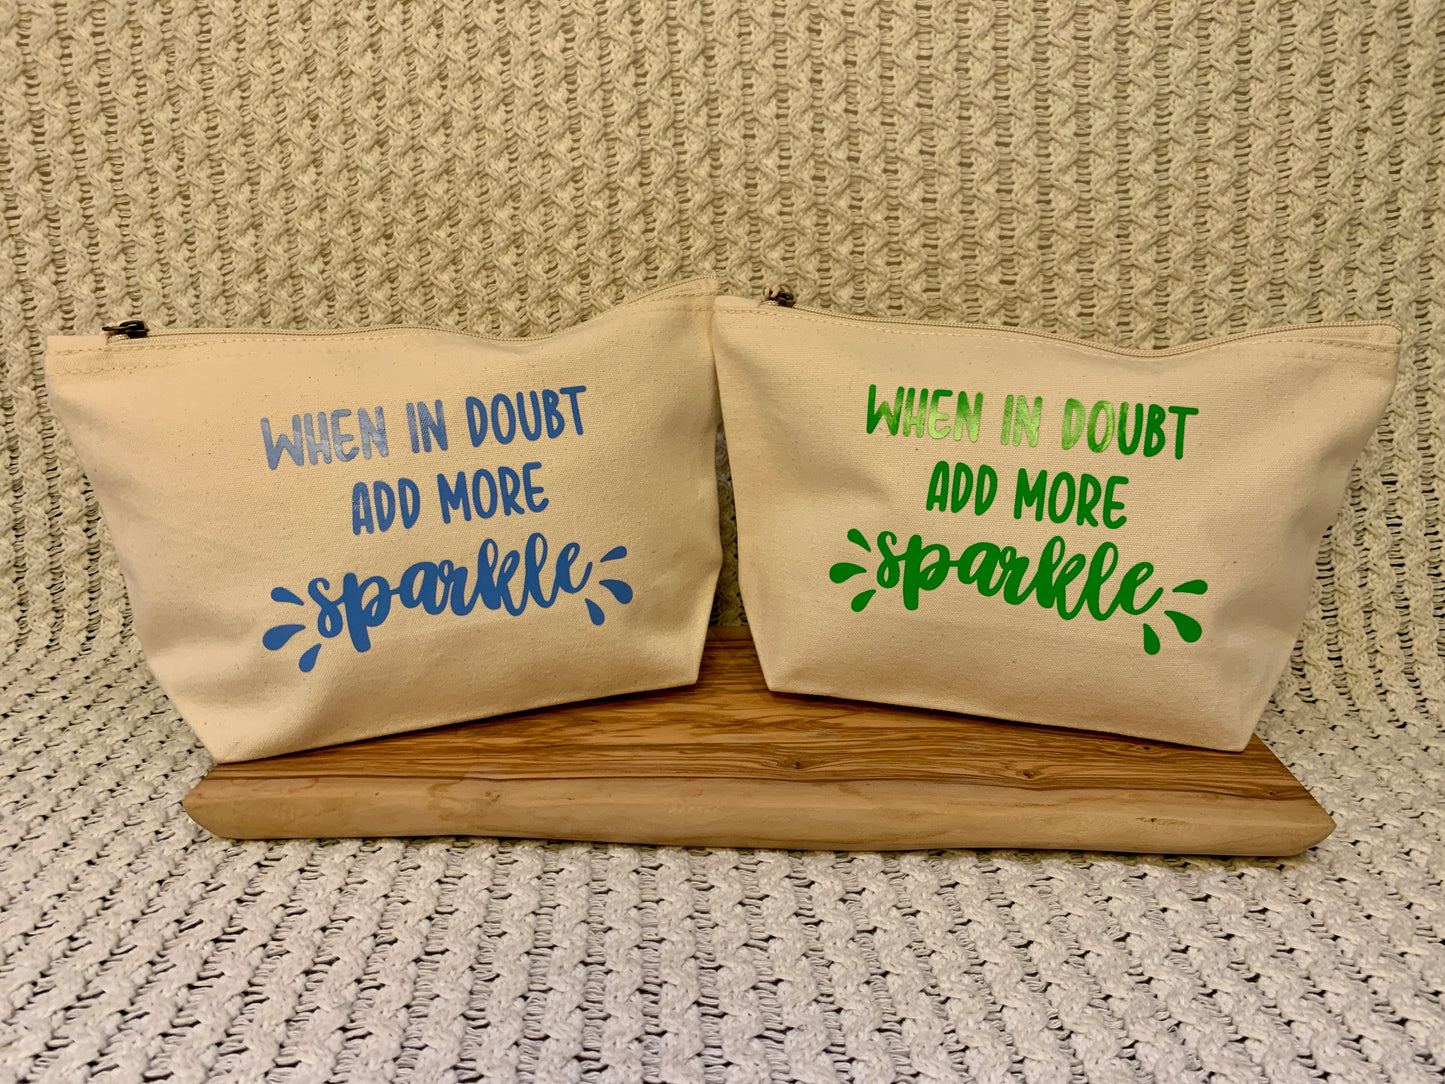 WHEN IN DOUBT
ADD MORE
sparkle
WHEN IN DOUBT
ADD MORE
sparkle